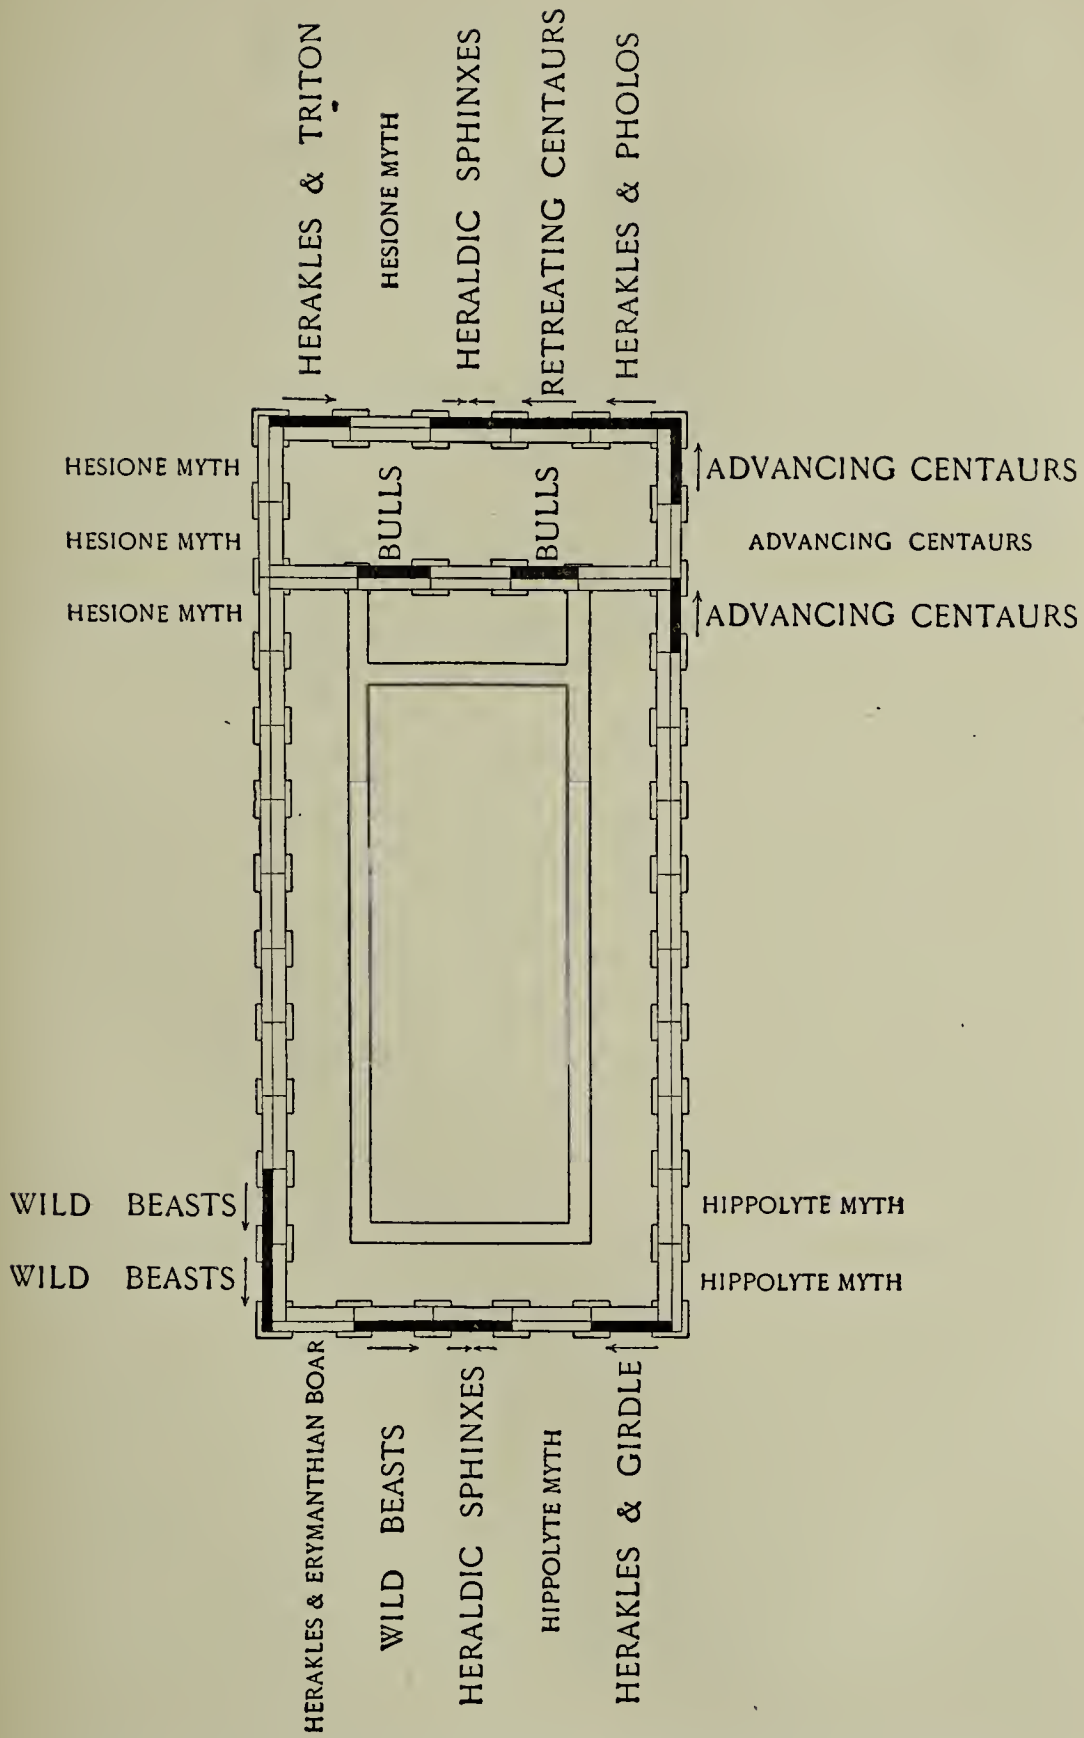 HERAKLES & TRITON
HESIONE MYTH
HERALDIC SPHINXES
RETREATING CENTAURS
HERAKLES & PHOLOS
HESIONE MYTH
ADVANCING CENTAURS
BULLS
BULLS
HESIONE MYTH
ADVANCING CENTAURS
HESIONE MYTH
ADVANCING CENTAURS
WILD BEASTS
HIPPOLYTE MYTH
WILD BEASTS
HIPPOLYTE MYTH
HERAKLES & ERYMANTHIAN BOAR
WILD BEASTS
HERALDIC SPHINXES
HIPPOLYTE MYTH
HERAKLES & GIRDLE